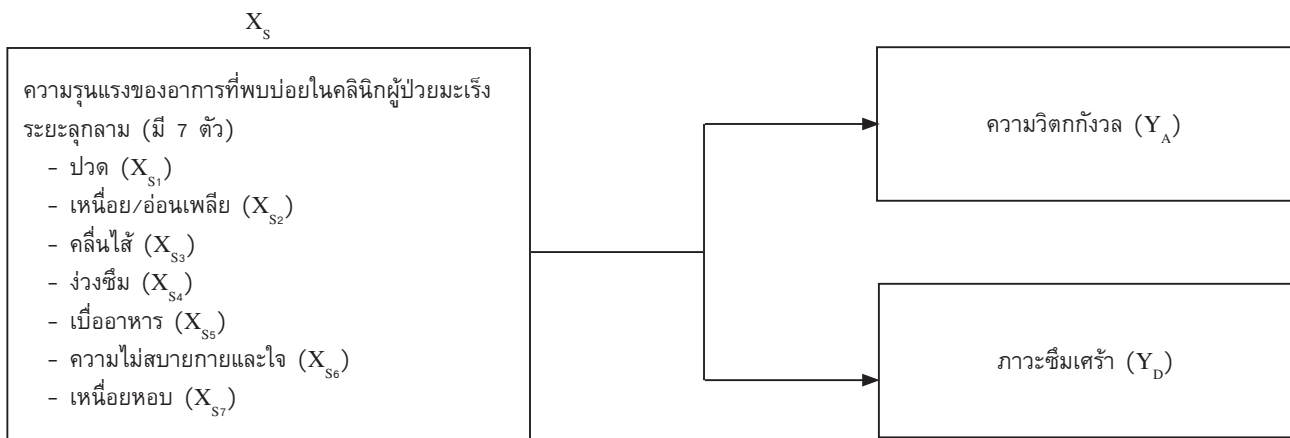 X_S
ความรุนแรงของอาการที่พบบ่อยในคลินิกผู้ป่วยมะเร็ง
ระยะลุกลาม (มี 7 ตัว)
- ปวด (X_S1)
- เหนื่อย/อ่อนเพลีย (X_S2)
- คลื่นไส้ (X_S3)
- ง่วงซึม (X_S4)
- เบื่ออาหาร (X_S5)
- ความไม่สบายกายและใจ (X_S6)
- เหนื่อยหอบ (X_S7)
ความวิตกกังวล (Y_A)
ภาวะซึมเศร้า (Y_D)